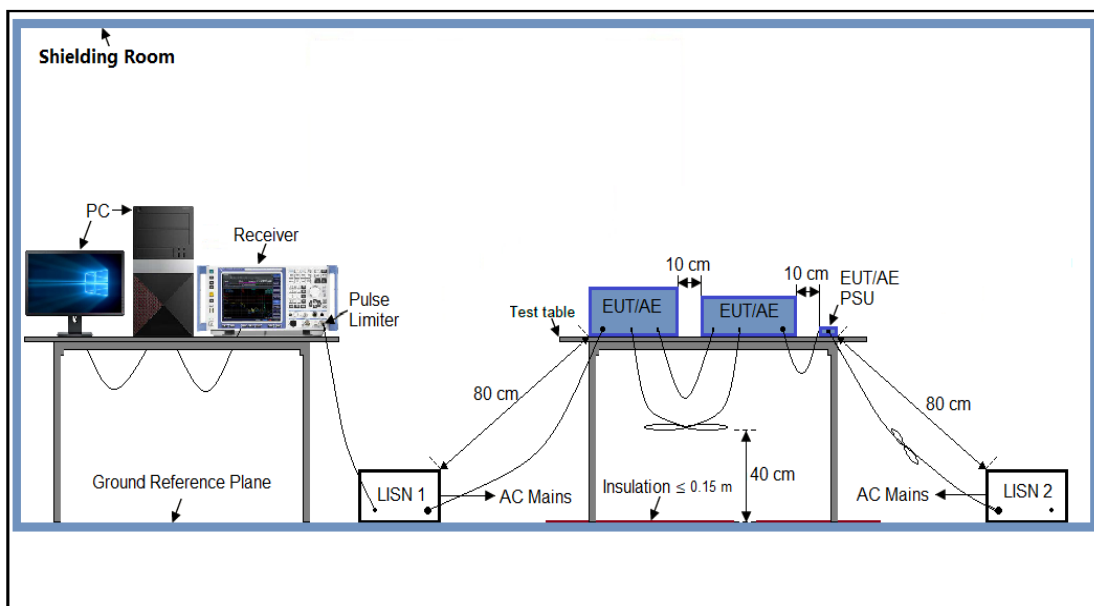 Shielding Room
PC
Receiver
Pulse
Limiter
10 cm
10 cm
EUT/AE
PSU
EUT/AE
EUT/AE
Test table
80 cm
80 cm
40 cm
Ground Reference Plane
LISN 1
AC Mains
Insulation ≤ 0.15 m
AC Mains
LISN 2